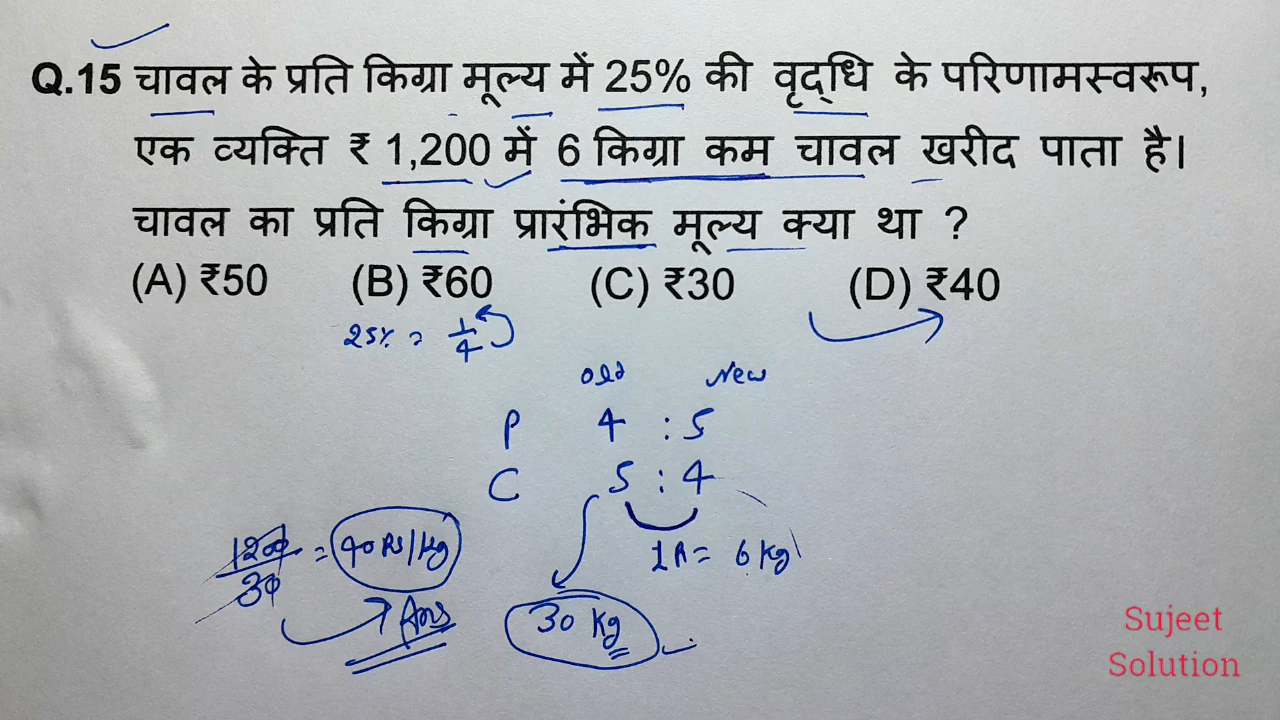 Q.15 चावल के प्रति किग्रा मूल्य में 25% की वृद्धि के परिणामस्वरूप,
एक व्यक्ति ₹ 1,200 में 6 किग्रा कम चावल खरीद पाता है।
चावल का प्रति किग्रा प्रारंभिक मूल्य क्या था ?
(A) ₹50 (B) ₹60 (C) ₹30 (D) ₹40
25% = 1/4
Old New
P 4 : 5
C 5 : 4
1R = 6 kg
1200/30 = 40 Rs/kg
Ans
30 kg
Sujeet
Solution